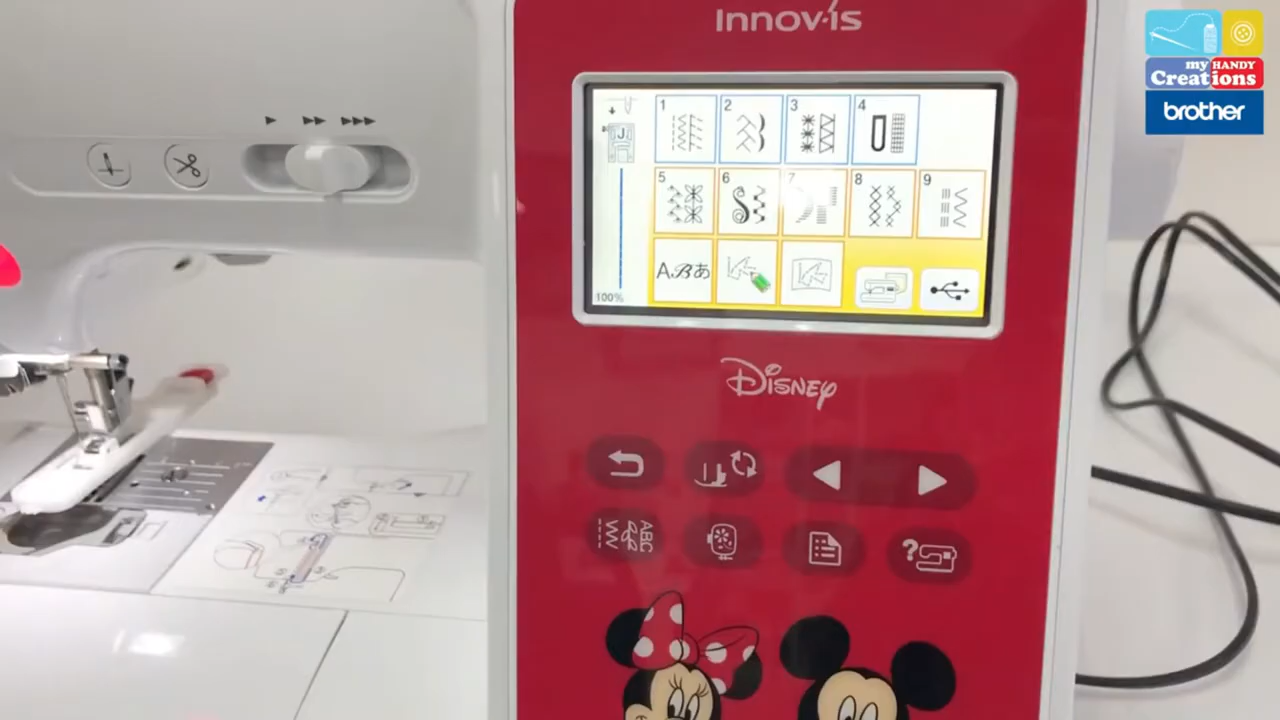 Innov-is
my HANDY
Creations
brother
1
2
3
4
J
5
6
7
8
9
ABあ
100%
Disney
ABC
?